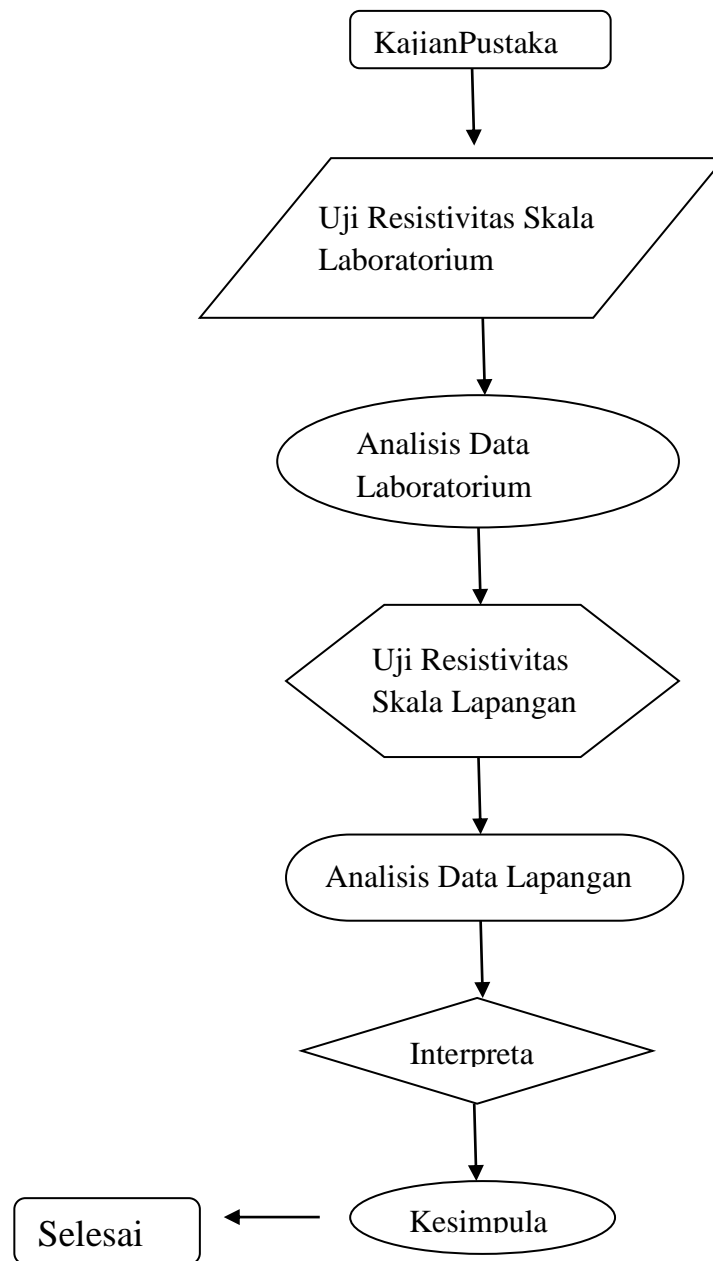 KajianPustaka
Uji Resistivitas Skala
Laboratorium
Analisis Data
Laboratorium
Uji Resistivitas
Skala Lapangan
Analisis Data Lapangan
Interpreta
Kesimpula
Selesai